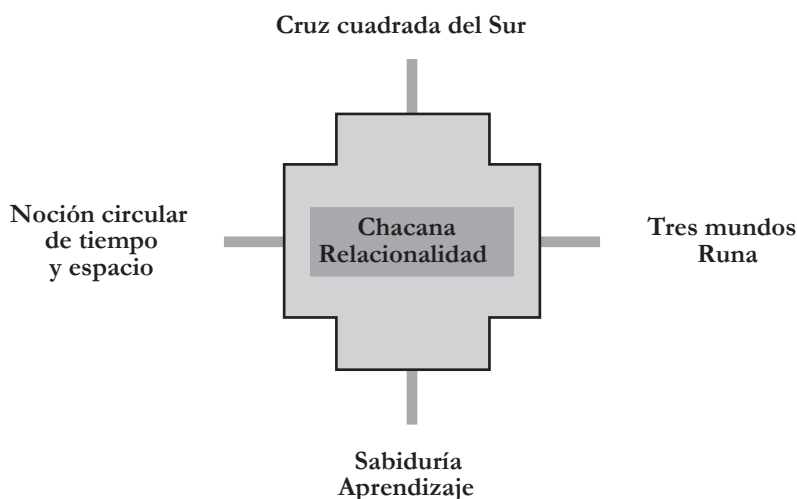 Cruz cuadrada del Sur
Noción circular
de tiempo
y espacio
Chacana
Relacionalidad
Tres mundos
Runa
Sabiduría
Aprendizaje